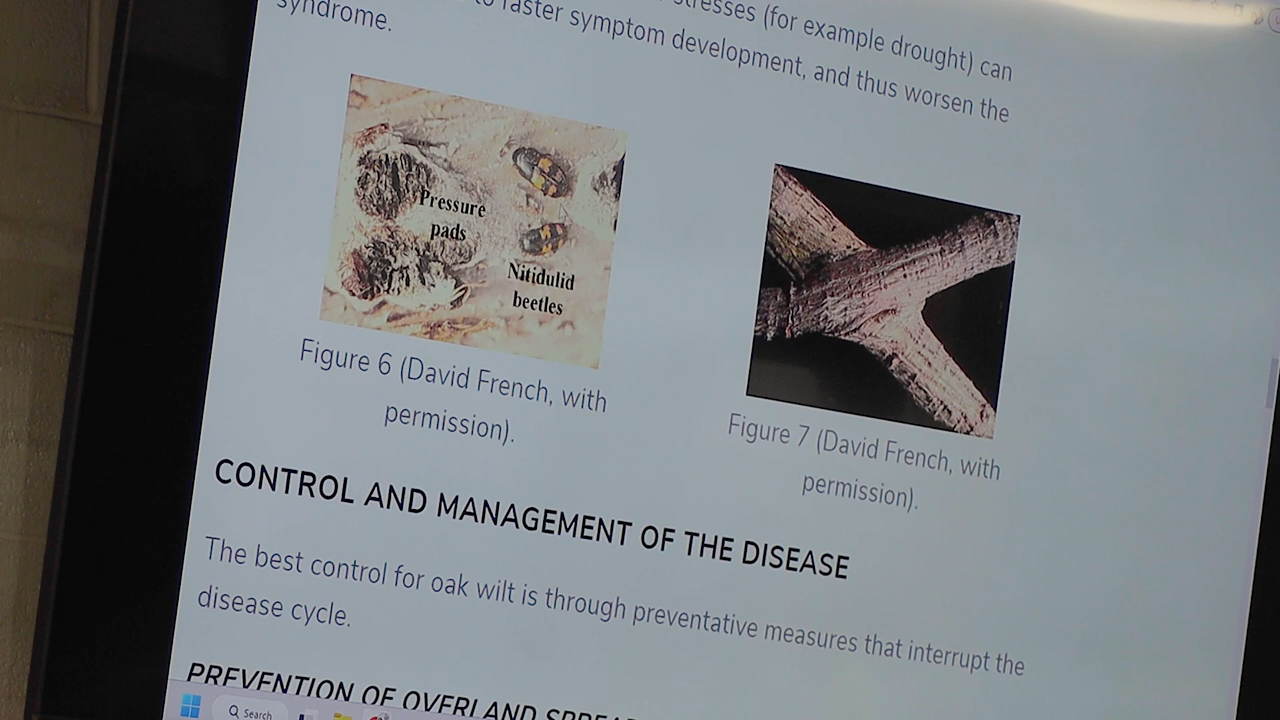 stresses (for example drought) can
to faster symptom development, and thus worsen the
syndrome.
Pressure
pads
Nitidulid
beetles
Figure 6 (David French, with
permission).
Figure 7 (David French, with
permission).
CONTROL AND MANAGEMENT OF THE DISEASE
The best control for oak wilt is through preventative measures that interrupt the
disease cycle.
PREVENTION OF OVERLAND SPREAD
Search